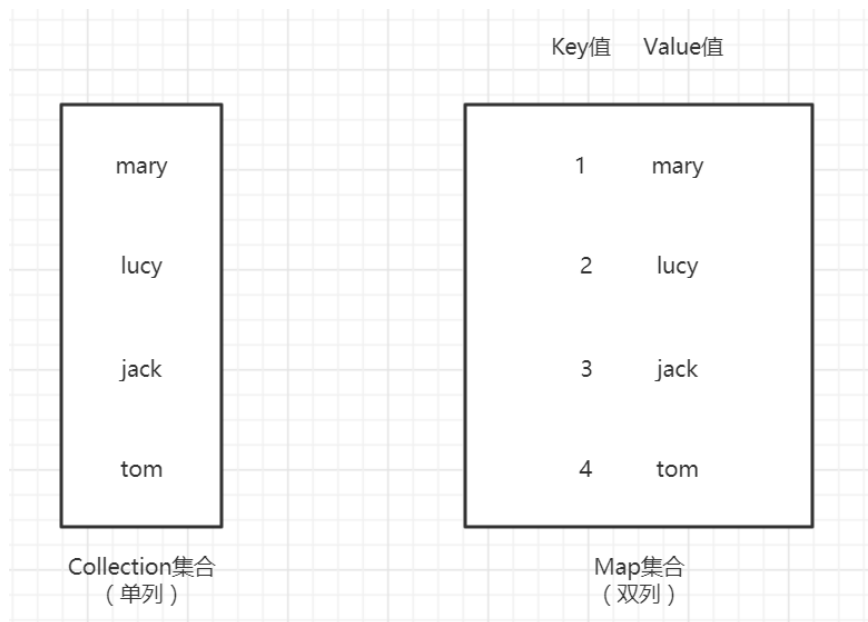 Key值 Value值
mary
lucy
jack
tom
1 mary
2 lucy
3 jack
4 tom
Collection集合
（单列）
Map集合
（双列）